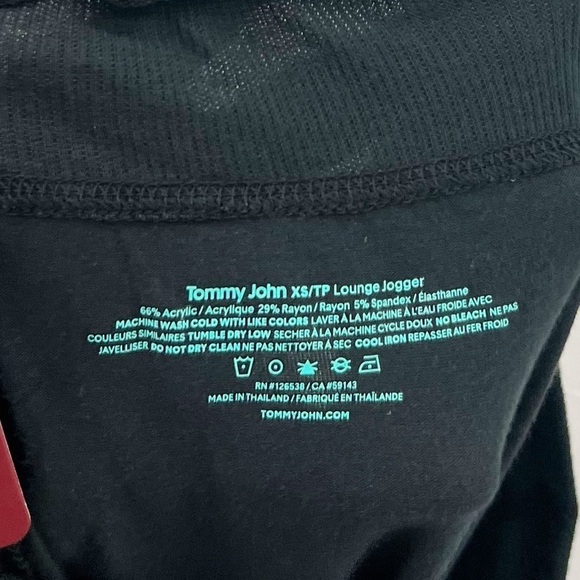 Tommy John XS/TP Lounge Jogger
66% Acrylic / Acrylique 29% Rayon / Rayon 5% Spandex / Élasthanne
MACHINE WASH COLD WITH LIKE COLORS LAVER À LA MACHINE À L'EAU FROIDE AVEC
COULEURS SIMILAIRES TUMBLE DRY LOW SECHER À LA MACHINE CYCLE DOUX NO BLEACH NE PAS
JAVELLISER DO NOT DRY CLEAN NE PAS NETTOYER À SEC COOL IRON REPASSER AU FER FROID
RN #126538 / CA #59143
MADE IN THAILAND / FABRIQUÉ EN THAÏLANDE
TOMMYJOHN.COM